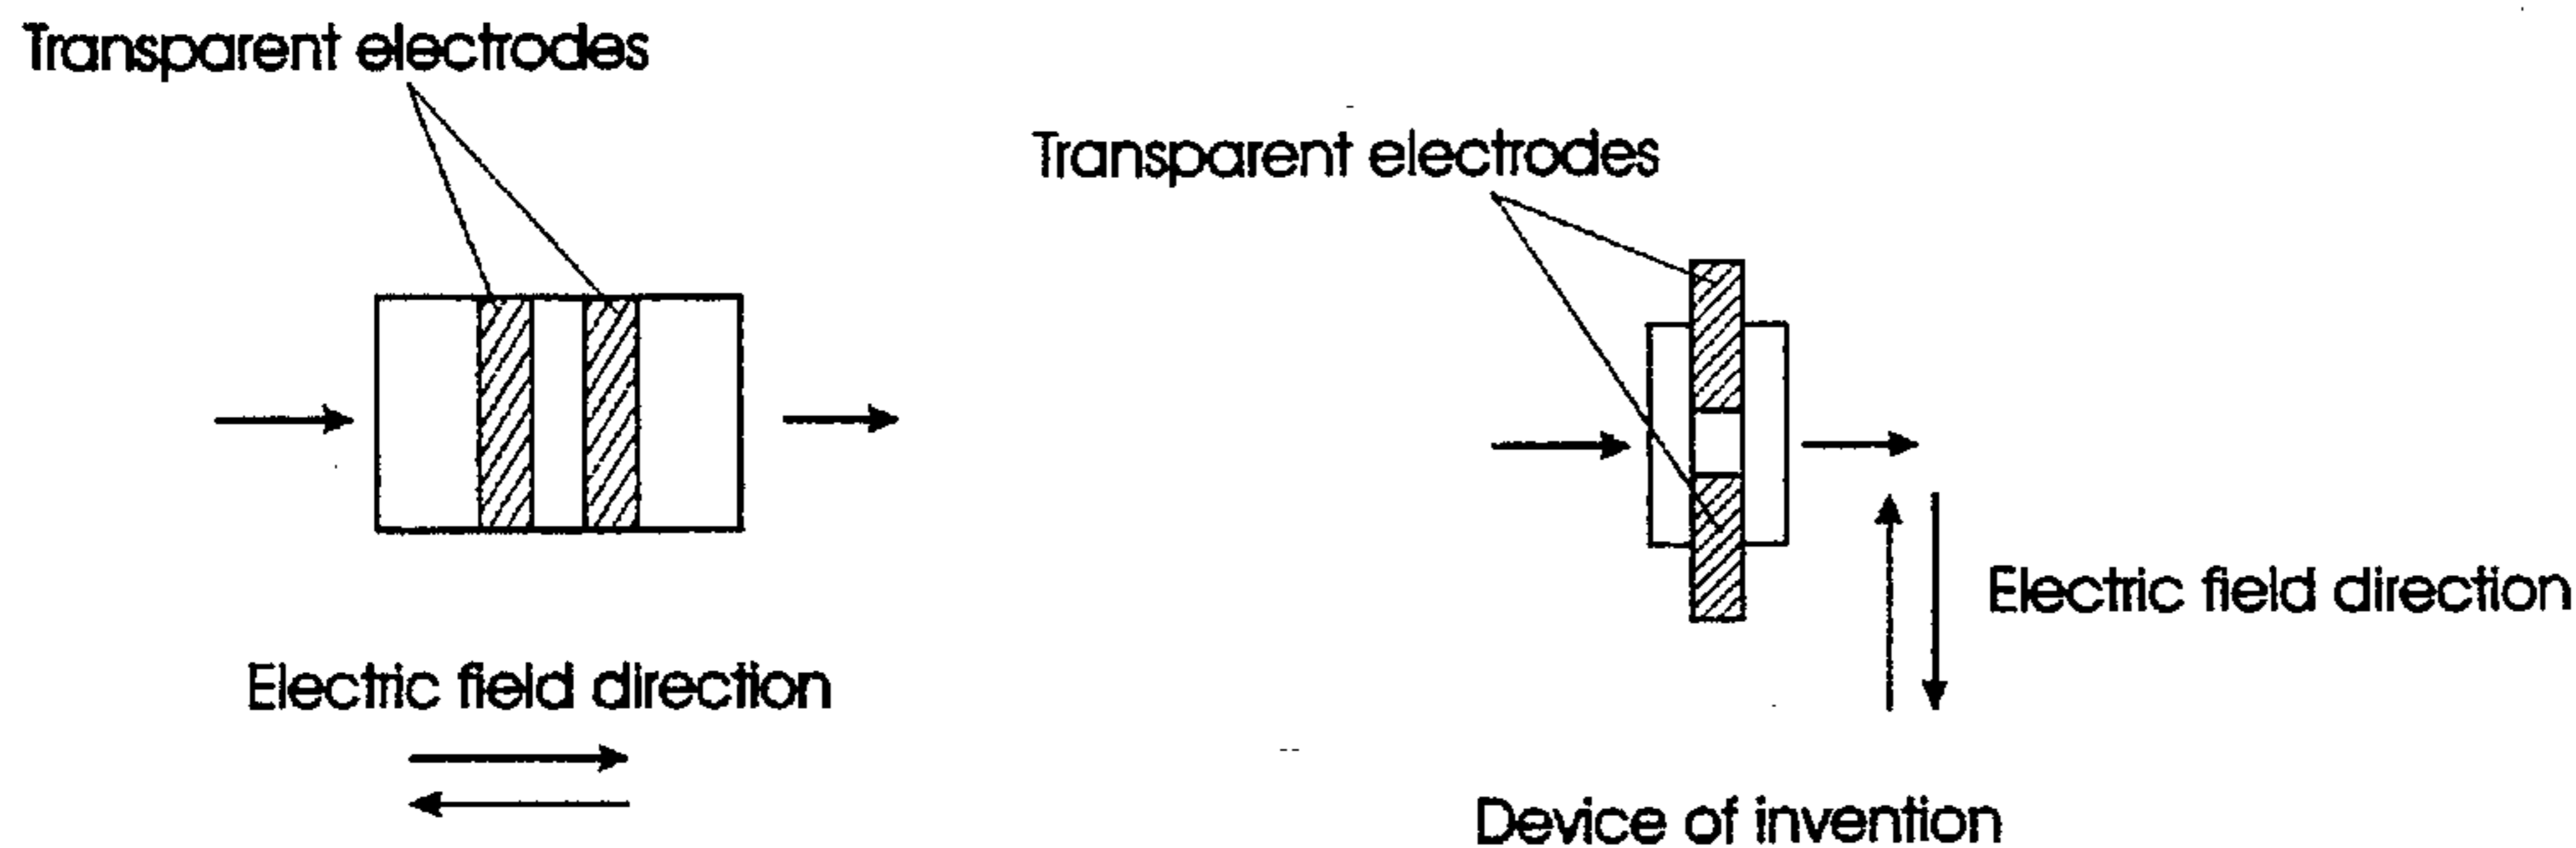 Transparent electrodes
Electric field direction
Transparent electrodes
Electric field direction
Device of invention